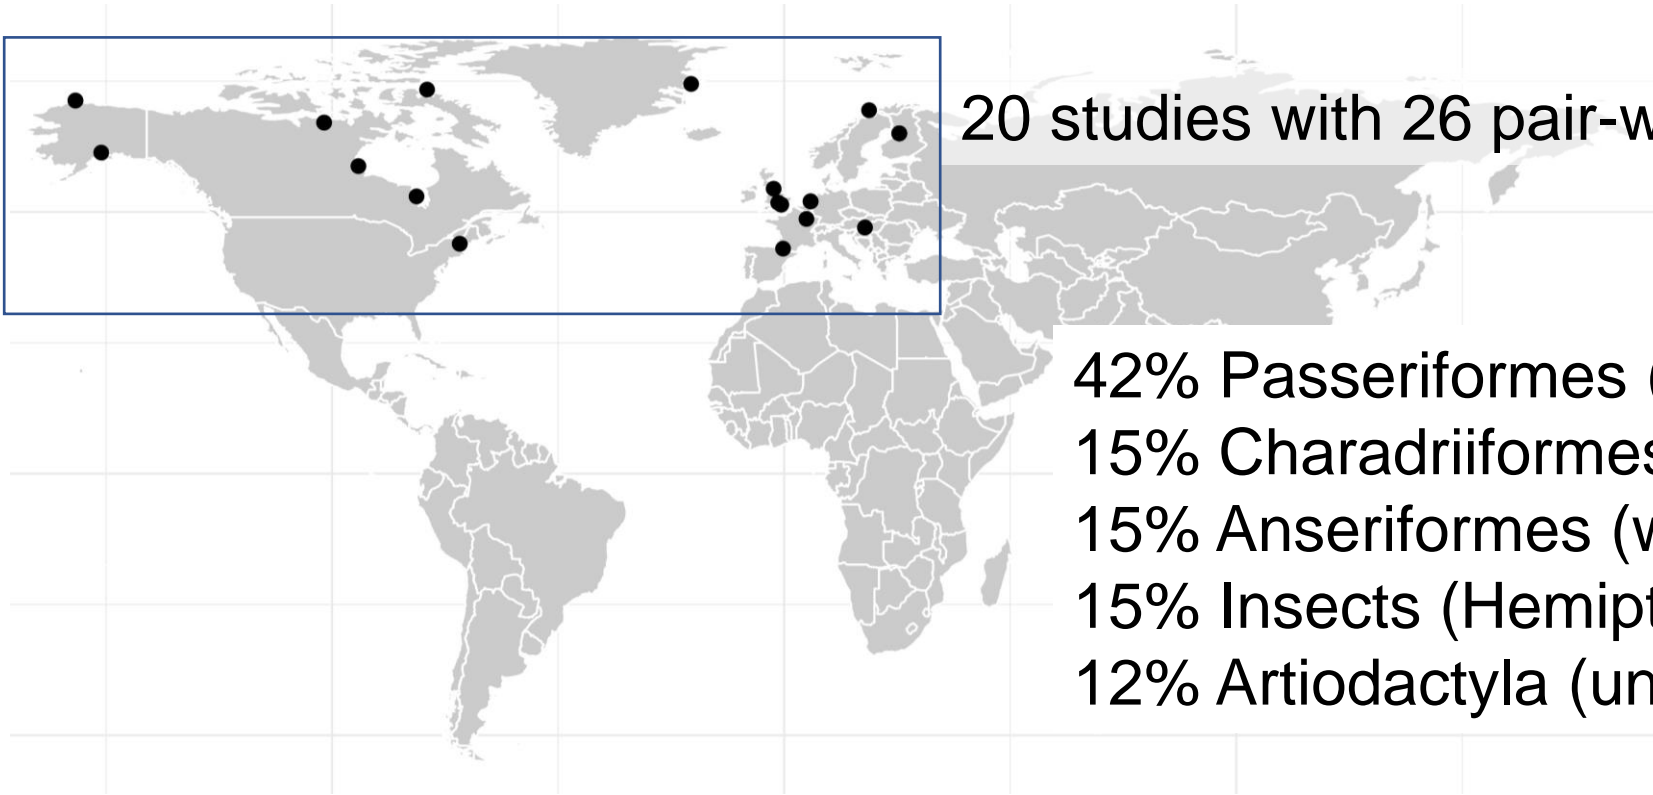 20 studies with 26 pair-w
42% Passeriformes (
15% Charadriiformes
15% Anseriformes (w
15% Insects (Hemipt
12% Artiodactyla (un